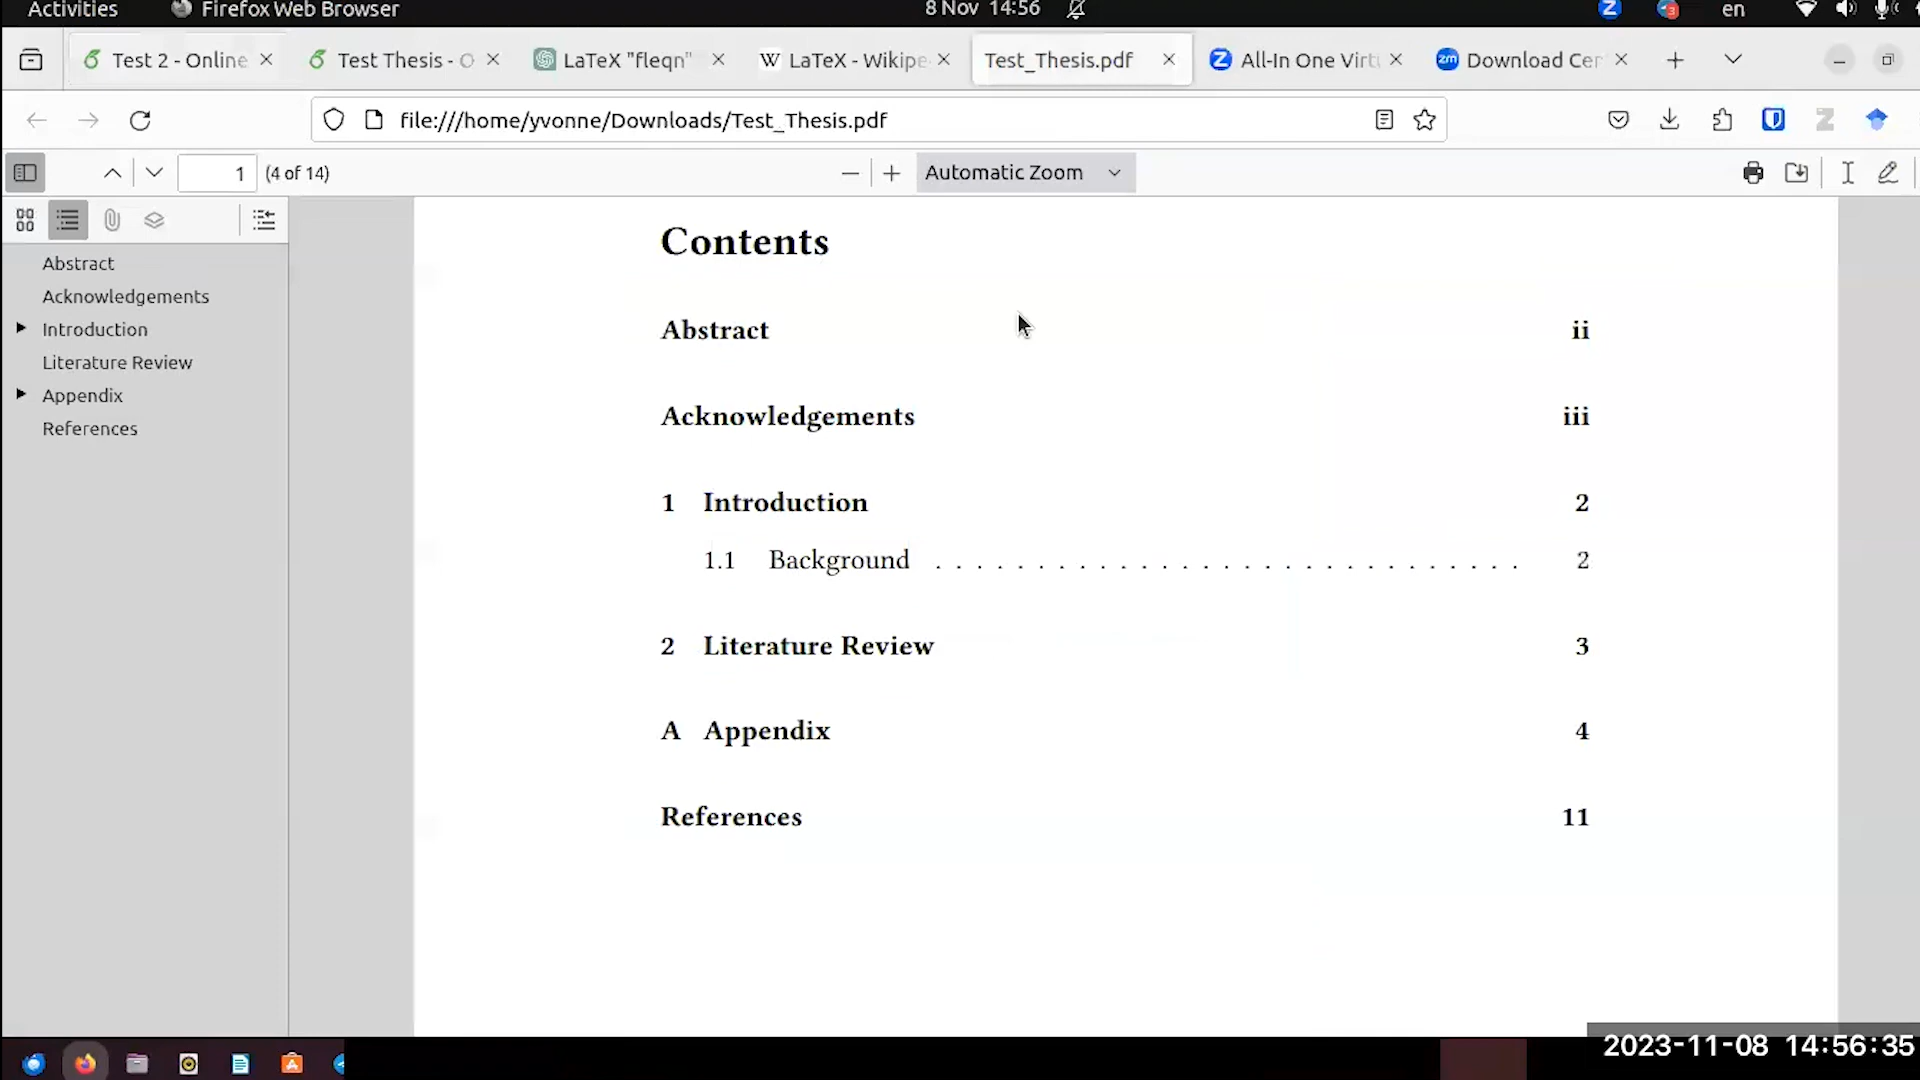 Activities Firefox Web Browser 8 Nov 14:56 en
Test 2 - Online Test Thesis - O LaTeX "fleqn" LaTeX - Wikipe Test_Thesis.pdf All-In One Virtu Download Cen
file:///home/yvonne/Downloads/Test_Thesis.pdf
1 (4 of 14) Automatic Zoom
Abstract
Acknowledgements
Introduction
Literature Review
Appendix
References
Contents
Abstract ii
Acknowledgements iii
1 Introduction 2
1.1 Background . . . . . . . . . . . . . . . . . . . . . . . . . . . . . 2
2 Literature Review 3
A Appendix 4
References 11
2023-11-08 14:56:35